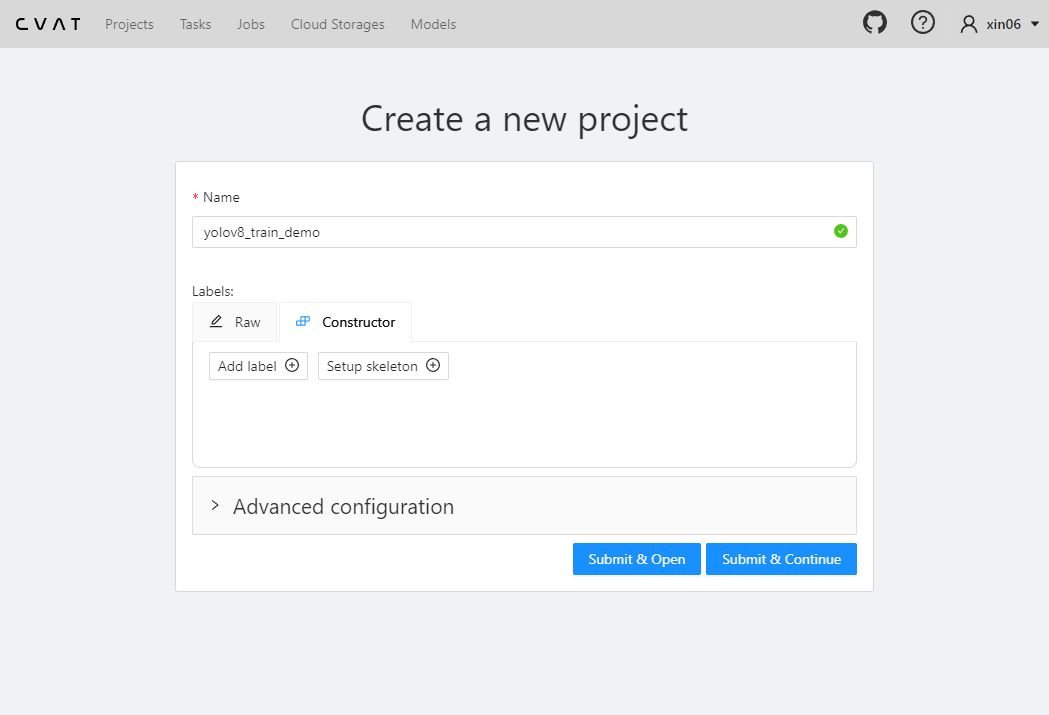 CVAT Projects Tasks Jobs Cloud Storages Models xin06
Create a new project
* Name
yolov8_train_demo
Labels:
Raw Constructor
Add label Setup skeleton
Advanced configuration
Submit & Open Submit & Continue